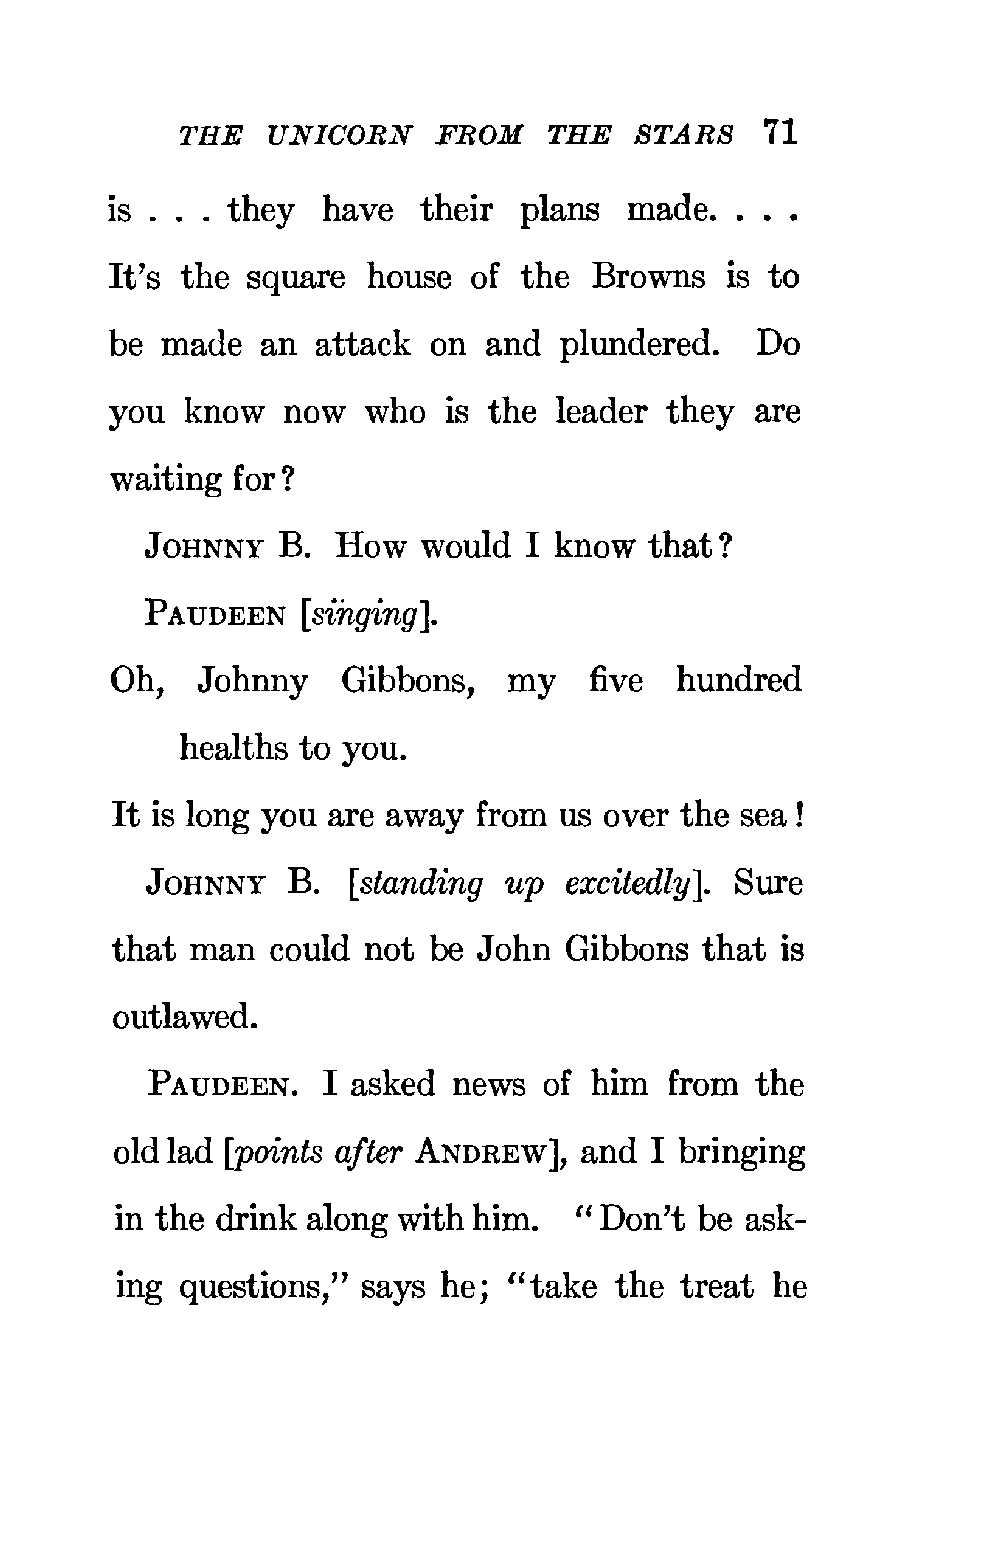 THE UNICORN FROM THE STARS 71
is . . . they have their plans made. . . .
It's the square house of the Browns is to
be made an attack on and plundered. Do
you know now who is the leader they are
waiting for?
JOHNNY B. How would I know that?
PAUDEEN [singing].
Oh, Johnny Gibbons, my five hundred
healths to you.
It is long you are away from us over the sea!
JOHNNY B. [standing up excitedly]. Sure
that man could not be John Gibbons that is
outlawed.
PAUDEEN. I asked news of him from the
old lad [points after ANDREW], and I bringing
in the drink along with him. "Don't be ask-
ing questions," says he; "take the treat he